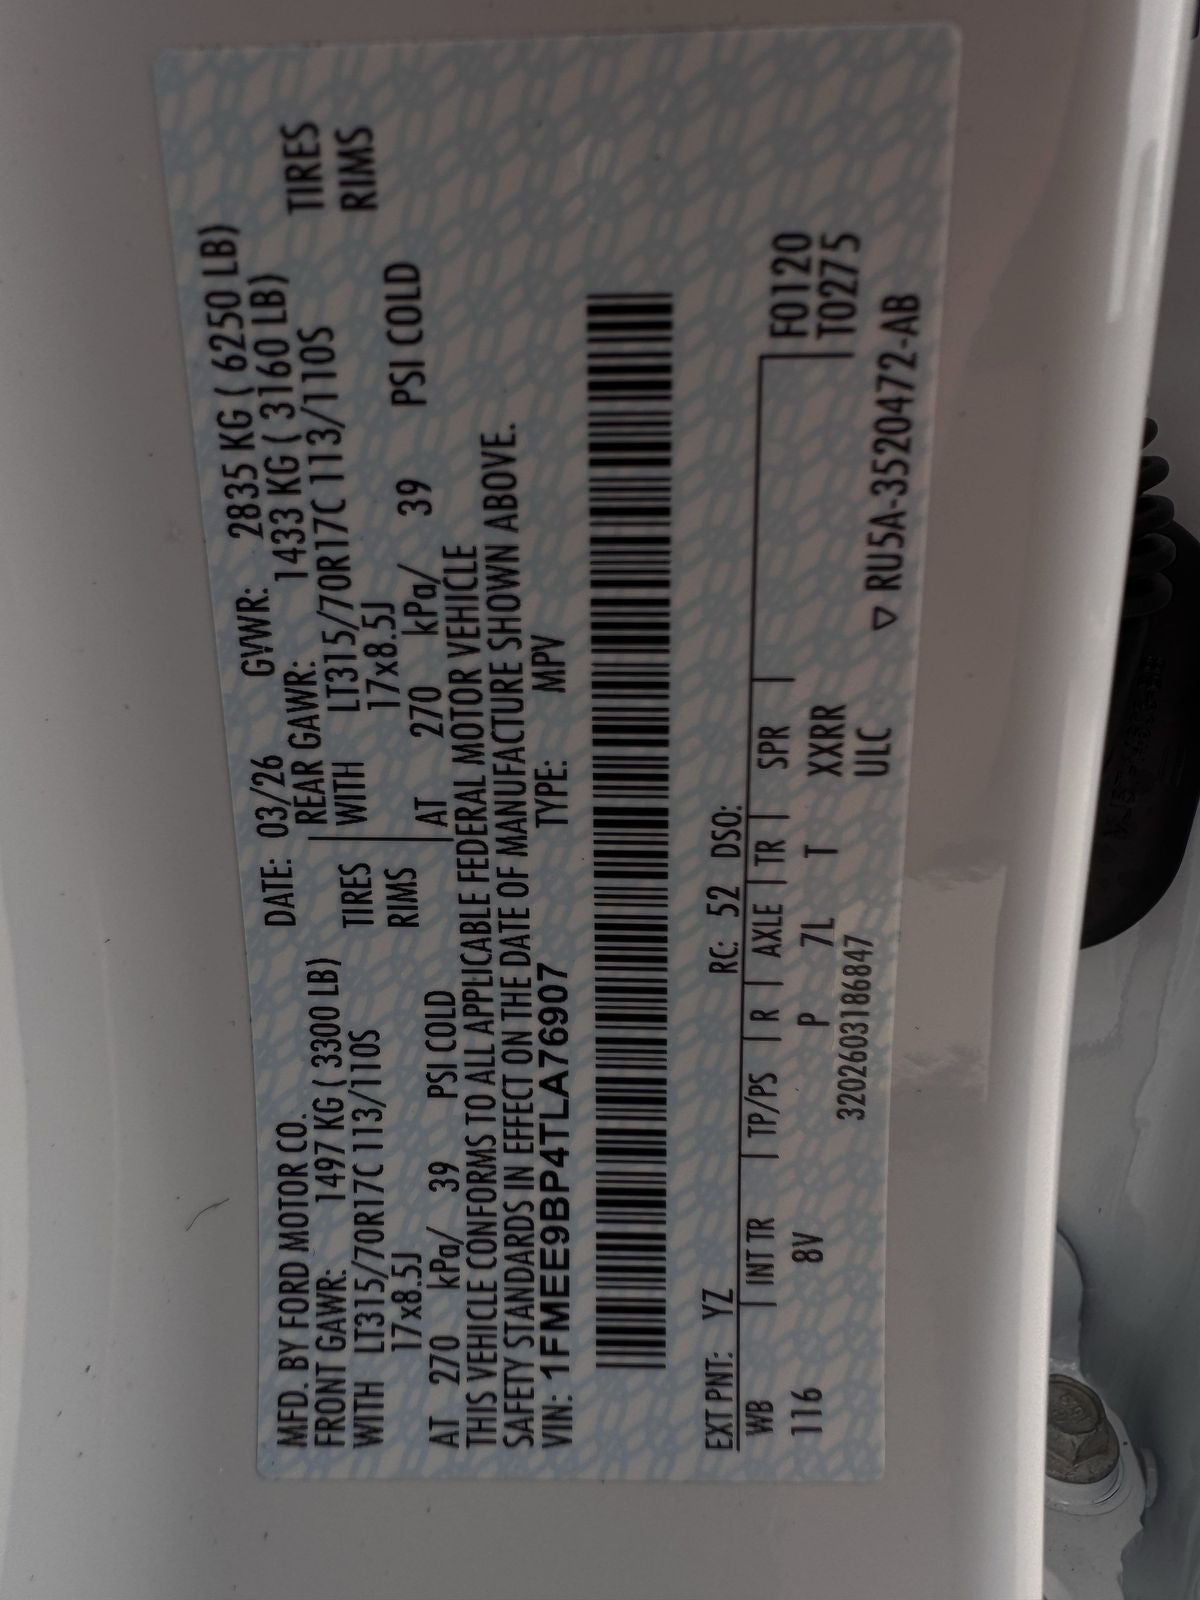 MFD. BY FORD MOTOR CO.
DATE: 03/26 GVWR: 2835 KG ( 6250 LB)
FRONT GAWR: 1497 KG ( 3300 LB)
REAR GAWR: 1433 KG ( 3160 LB)
WITH LT315/70R17C 113/110S TIRES
WITH LT315/70R17C 113/110S TIRES
17x8.5J RIMS
17x8.5J RIMS
AT 270 kPa/ 39 PSI COLD
AT 270 kPa/ 39 PSI COLD
THIS VEHICLE CONFORMS TO ALL APPLICABLE FEDERAL MOTOR VEHICLE
SAFETY STANDARDS IN EFFECT ON THE DATE OF MANUFACTURE SHOWN ABOVE.
VIN: 1FMEE9BP4TLA76907 TYPE: MPV
EXT PNT: YZ RC: 52 DSO:
WB INT TR TP/PS R AXLE TR SPR F0120
116 8V P 7L T XXRR T0275
3202603186847 ULC
▽ RU5A-3520472-AB